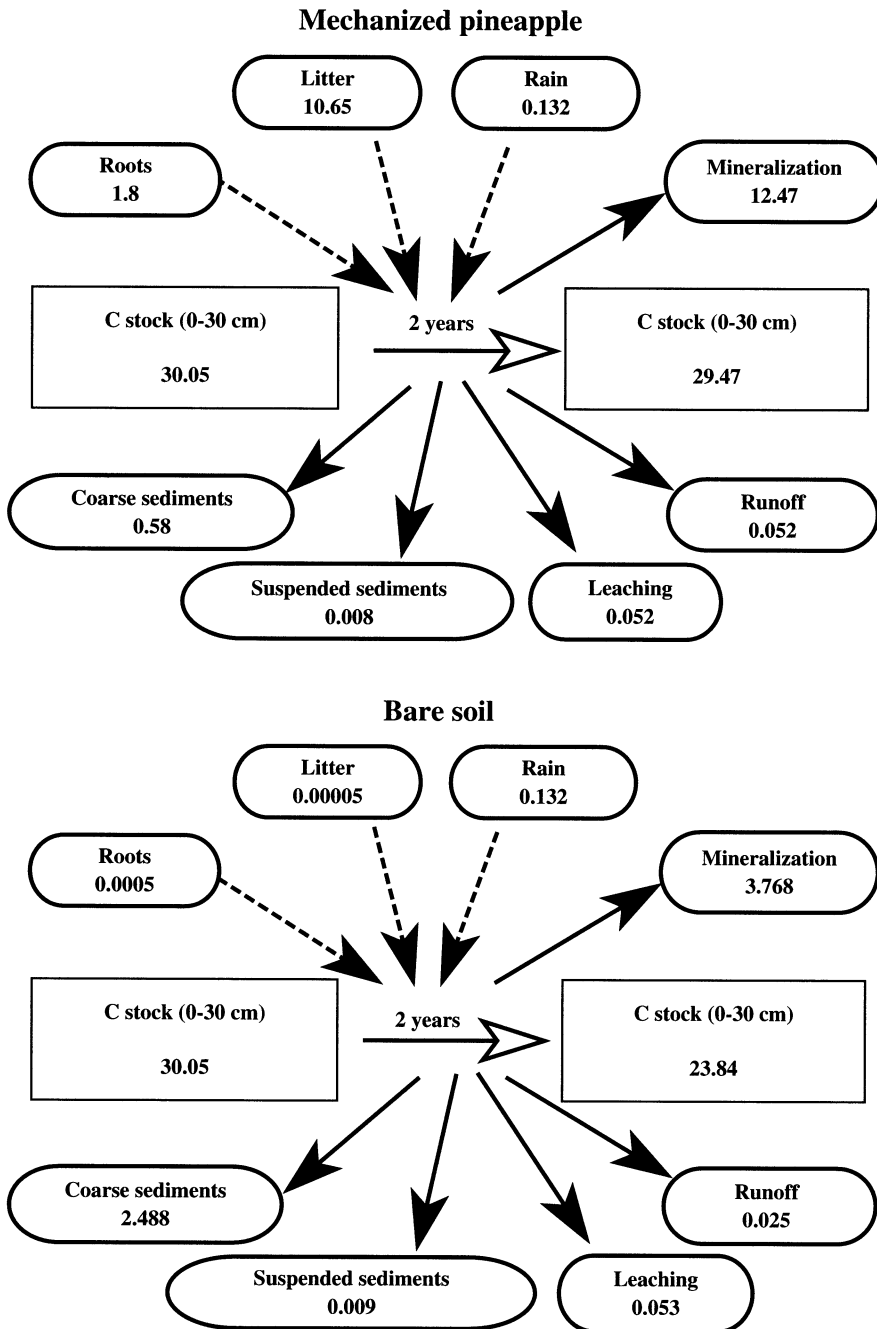 Mechanized pineapple
Litter
10.65
Rain
0.132
Roots
1.8
Mineralization
12.47
C stock (0-30 cm)
30.05
2 years
C stock (0-30 cm)
29.47
Coarse sediments
0.58
Runoff
0.052
Suspended sediments
0.008
Leaching
0.052
Bare soil
Litter
0.00005
Rain
0.132
Roots
0.0005
Mineralization
3.768
C stock (0-30 cm)
30.05
2 years
C stock (0-30 cm)
23.84
Coarse sediments
2.488
Runoff
0.025
Suspended sediments
0.009
Leaching
0.053